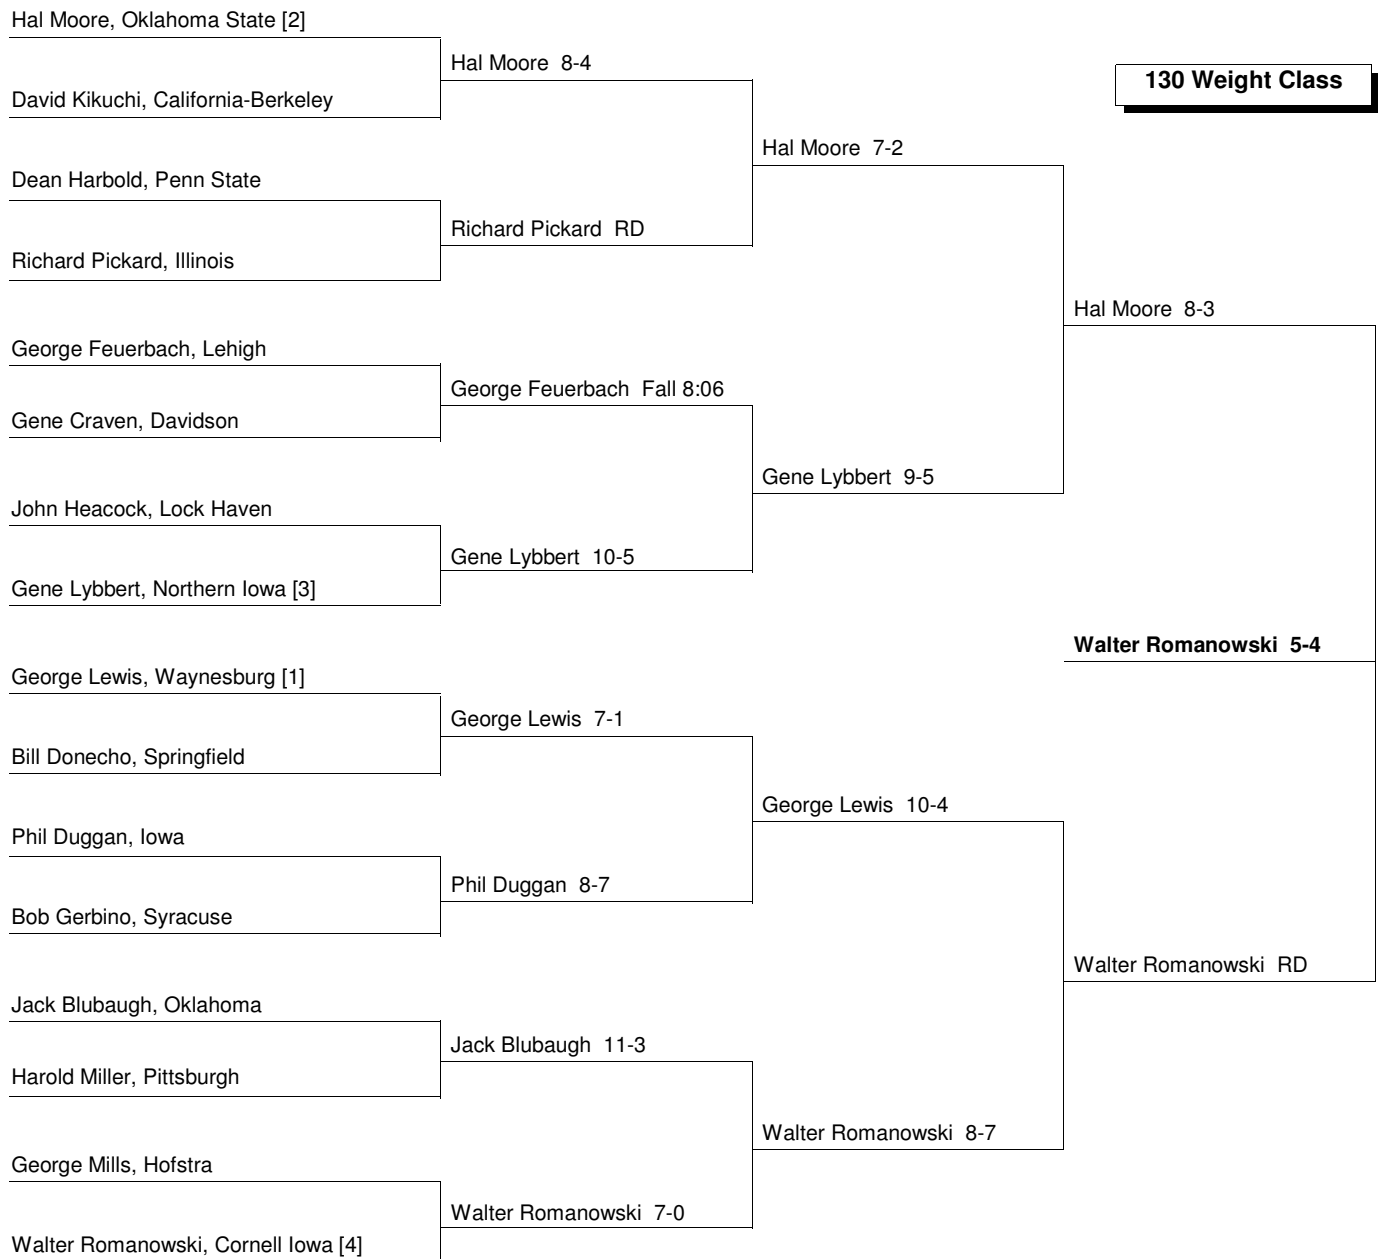 Hal Moore, Oklahoma State [2]
Hal Moore  8-4
130 Weight Class
David Kikuchi, California-Berkeley
Hal Moore  7-2
Dean Harbold, Penn State
Richard Pickard  RD
Richard Pickard, Illinois
Hal Moore  8-3
George Feuerbach, Lehigh
George Feuerbach  Fall 8:06
Gene Craven, Davidson
Gene Lybbert  9-5
John Heacock, Lock Haven
Gene Lybbert  10-5
Gene Lybbert, Northern Iowa [3]
Walter Romanowski  5-4
George Lewis, Waynesburg [1]
George Lewis  7-1
Bill Donecho, Springfield
George Lewis  10-4
Phil Duggan, Iowa
Phil Duggan  8-7
Bob Gerbino, Syracuse
Walter Romanowski  RD
Jack Blubaugh, Oklahoma
Jack Blubaugh  11-3
Harold Miller, Pittsburgh
Walter Romanowski  8-7
George Mills, Hofstra
Walter Romanowski  7-0
Walter Romanowski, Cornell Iowa [4]